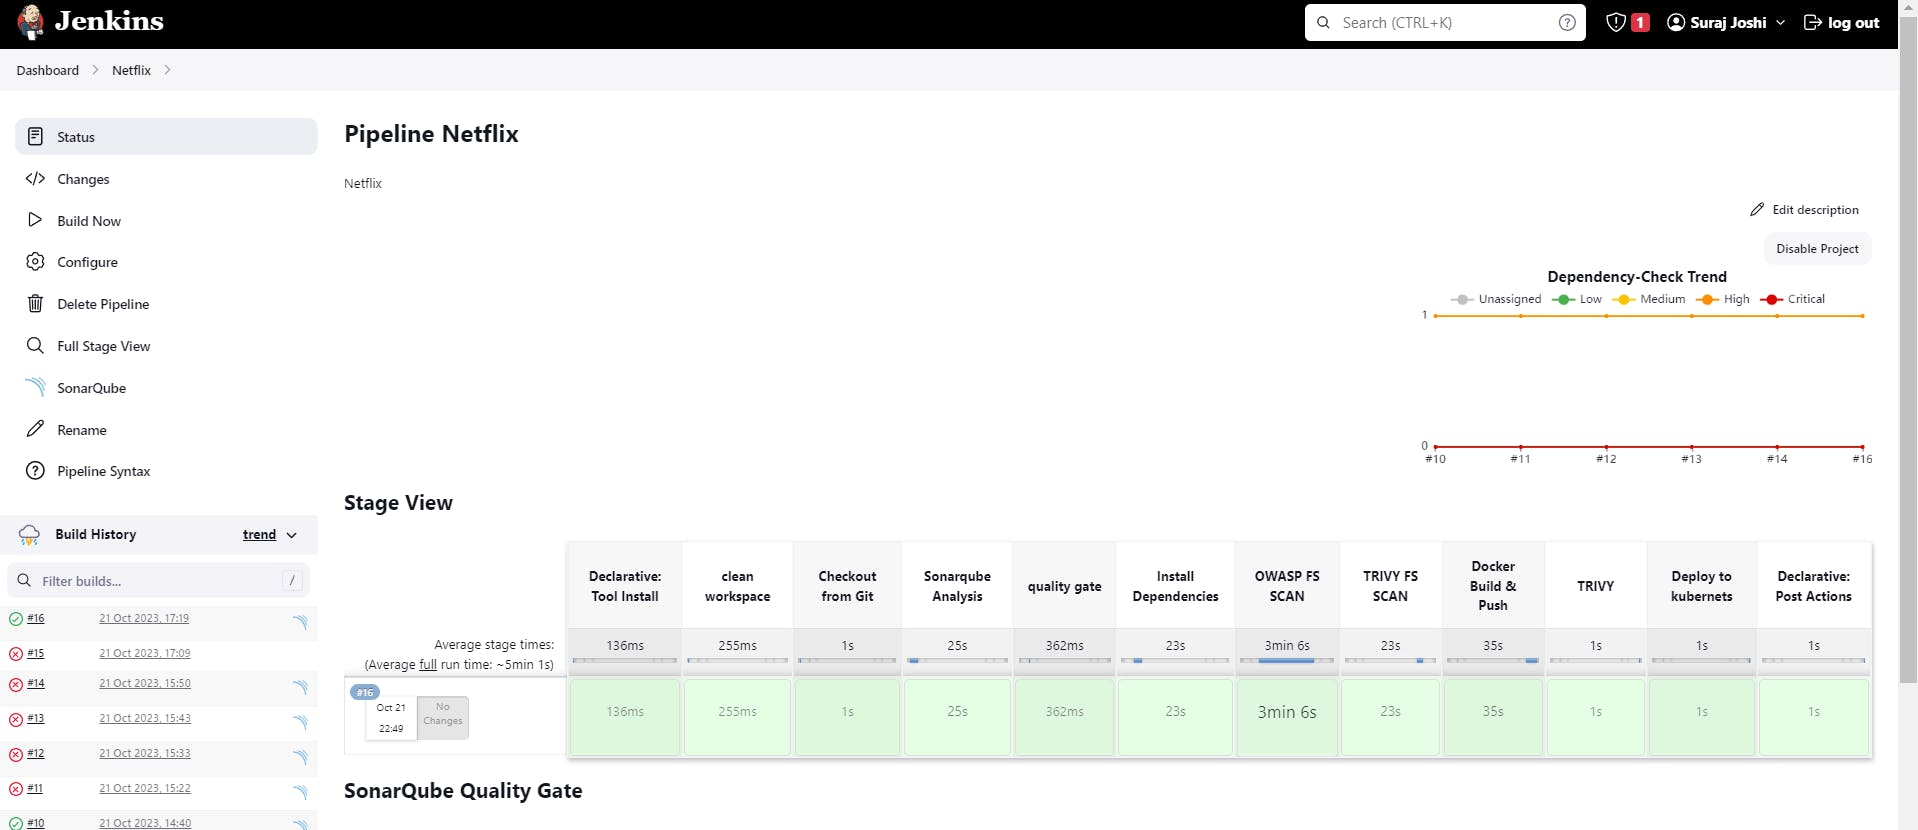 Jenkins
Search (CTRL+K)
1
Suraj Joshi
log out
Dashboard
Netflix
Status
Changes
Build Now
Configure
Delete Pipeline
Full Stage View
SonarQube
Rename
Pipeline Syntax
Build History
trend
Filter builds...
/
#16 21 Oct 2023, 17:19
#15 21 Oct 2023, 17:09
#14 21 Oct 2023, 15:50
#13 21 Oct 2023, 15:43
#12 21 Oct 2023, 15:33
#11 21 Oct 2023, 15:22
#10 21 Oct 2023, 14:40
Pipeline Netflix
Netflix
Edit description
Disable Project
Dependency-Check Trend
Unassigned Low Medium High Critical
1
0
#10 #11 #12 #13 #14 #16
Stage View
Declarative: Tool Install
clean workspace
Checkout from Git
Sonarqube Analysis
quality gate
Install Dependencies
OWASP FS SCAN
TRIVY FS SCAN
Docker Build & Push
TRIVY
Deploy to kubernetes
Declarative: Post Actions
Average stage times:
(Average full run time: ~5min 1s)
136ms 255ms 1s 25s 362ms 23s 3min 6s 23s 35s 1s 1s 1s
#16
Oct 21
22:49
No Changes
136ms 255ms 1s 25s 362ms 23s 3min 6s 23s 35s 1s 1s 1s
SonarQube Quality Gate